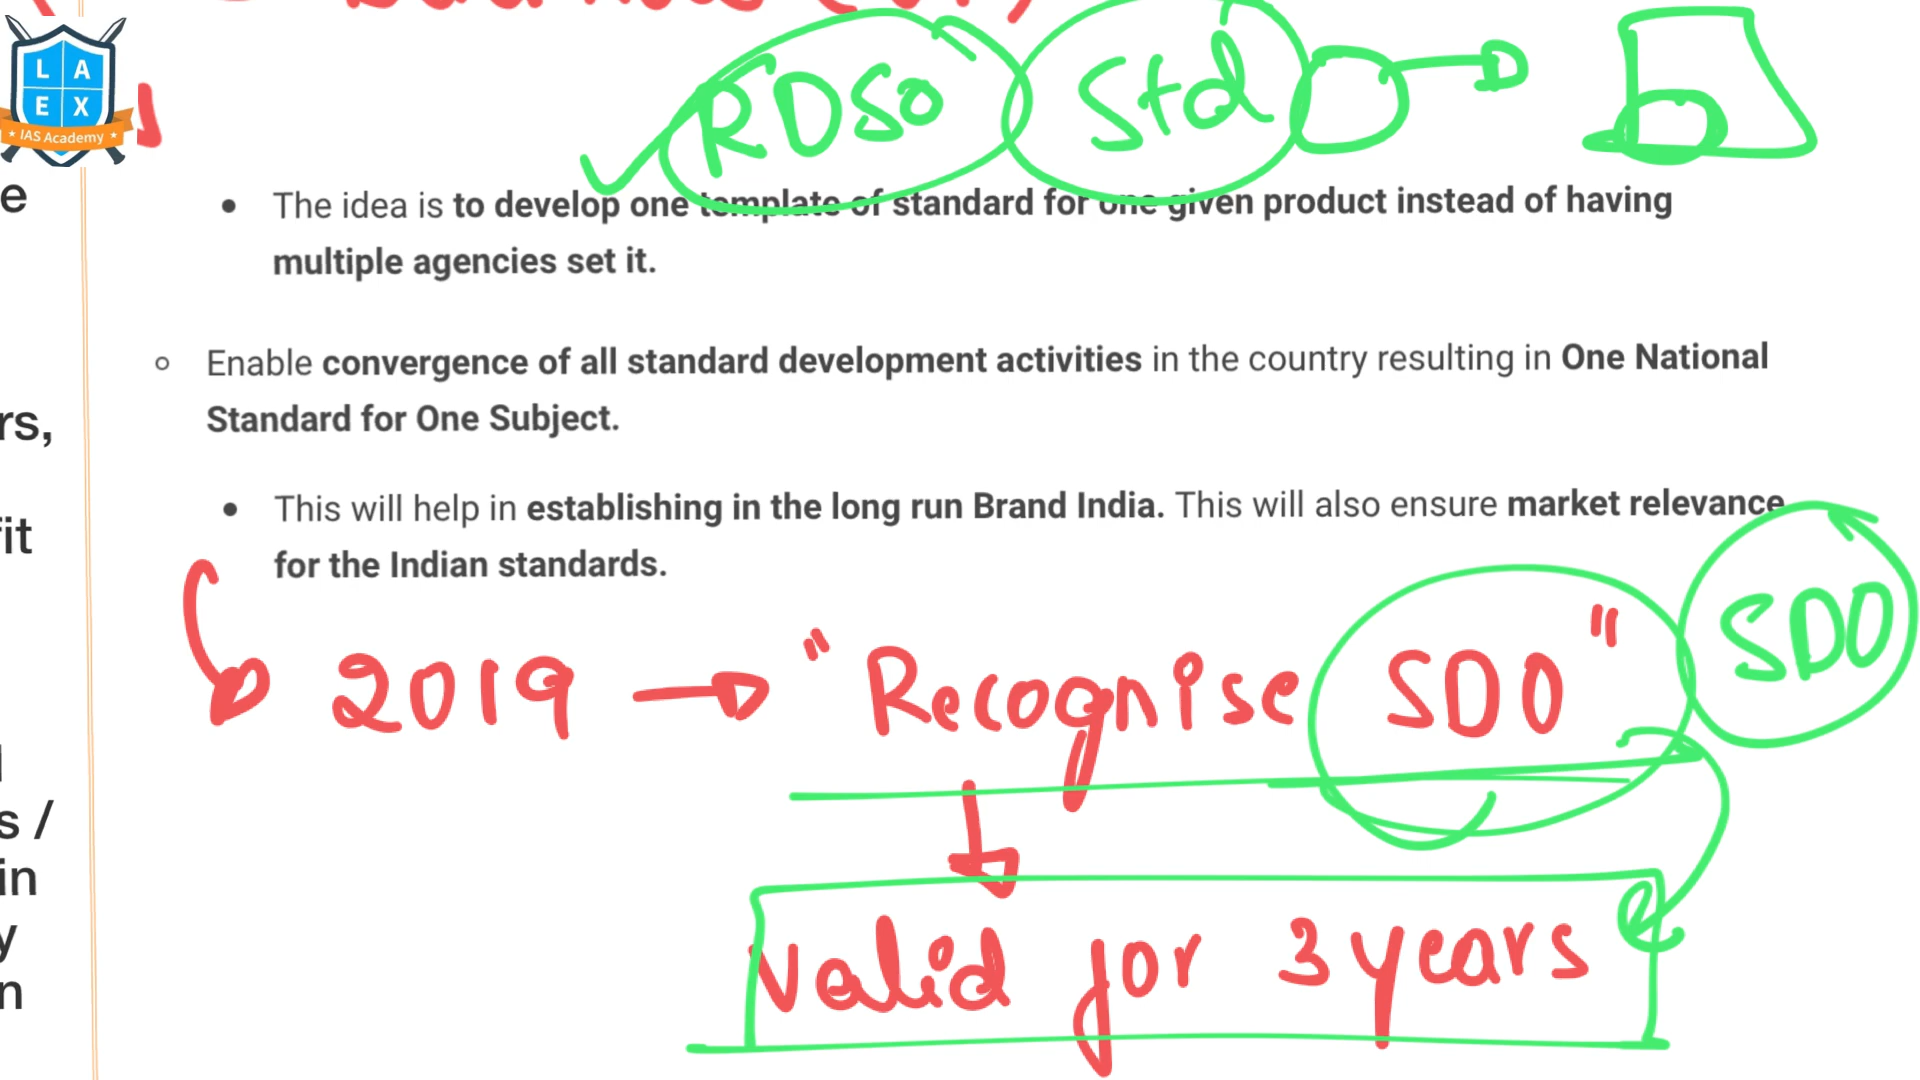 RDSO Std
L A
E X
IAS Academy
The idea is to develop one template of standard for one given product instead of having
multiple agencies set it.
Enable convergence of all standard development activities in the country resulting in One National
Standard for One Subject.
This will help in establishing in the long run Brand India. This will also ensure market relevance
for the Indian standards.
2019 → "Recognise SDO" SDO
Valid for 3 years
e
rs,
fit
s /
in
y
n